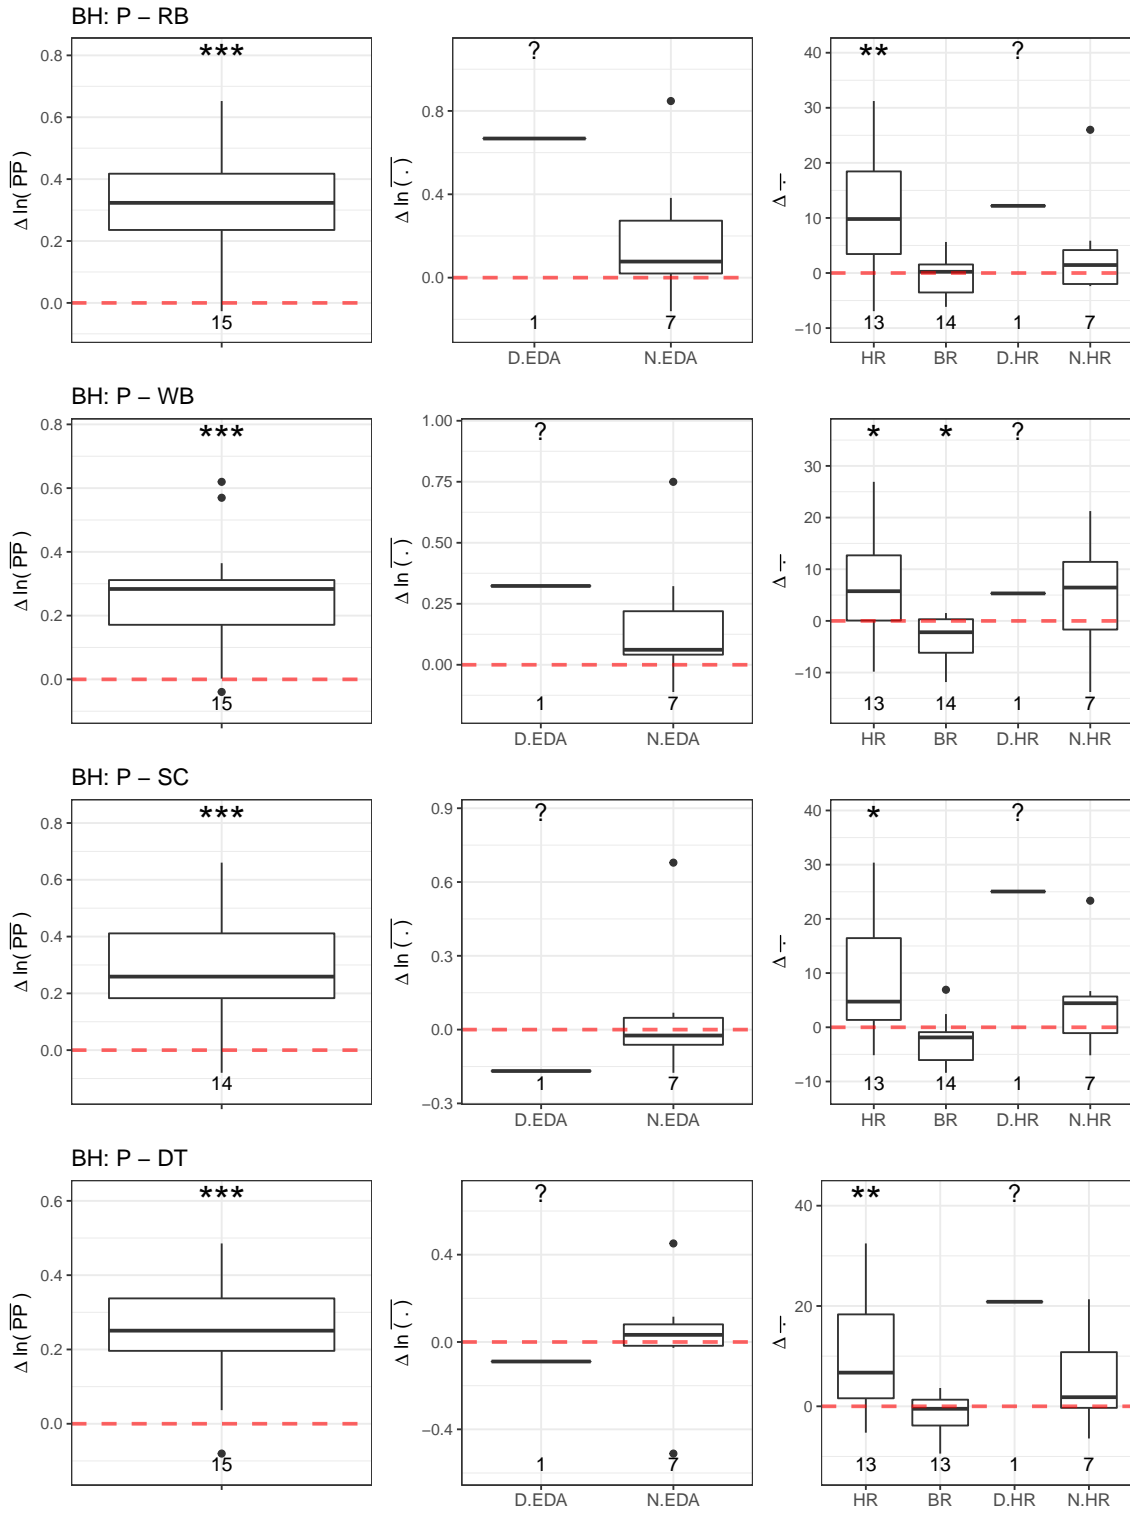 BH: P − RB
0.8
0.6
0.4
0.2
0.0
Δ ln( PP )
***
15
0.8
0.4
0.0
Δ ln ( . )
?
1
7
D.EDA
N.EDA
40
30
20
10
0
−10
Δ .
**
?
13
14
1
7
HR
BR
D.HR
N.HR
BH: P − WB
0.8
0.6
0.4
0.2
0.0
Δ ln( PP )
***
15
1.00
0.75
0.50
0.25
0.00
Δ ln ( . )
?
1
7
D.EDA
N.EDA
30
20
10
0
−10
Δ .
*
*
?
13
14
1
7
HR
BR
D.HR
N.HR
BH: P − SC
0.8
0.6
0.4
0.2
0.0
Δ ln( PP )
***
14
0.9
0.6
0.3
0.0
−0.3
Δ ln ( . )
?
1
7
D.EDA
N.EDA
40
30
20
10
0
−10
Δ .
*
?
13
14
1
7
HR
BR
D.HR
N.HR
BH: P − DT
0.6
0.4
0.2
0.0
Δ ln( PP )
***
15
0.4
0.0
−0.4
Δ ln ( . )
?
1
7
D.EDA
N.EDA
40
20
0
Δ .
**
?
13
13
1
7
HR
BR
D.HR
N.HR